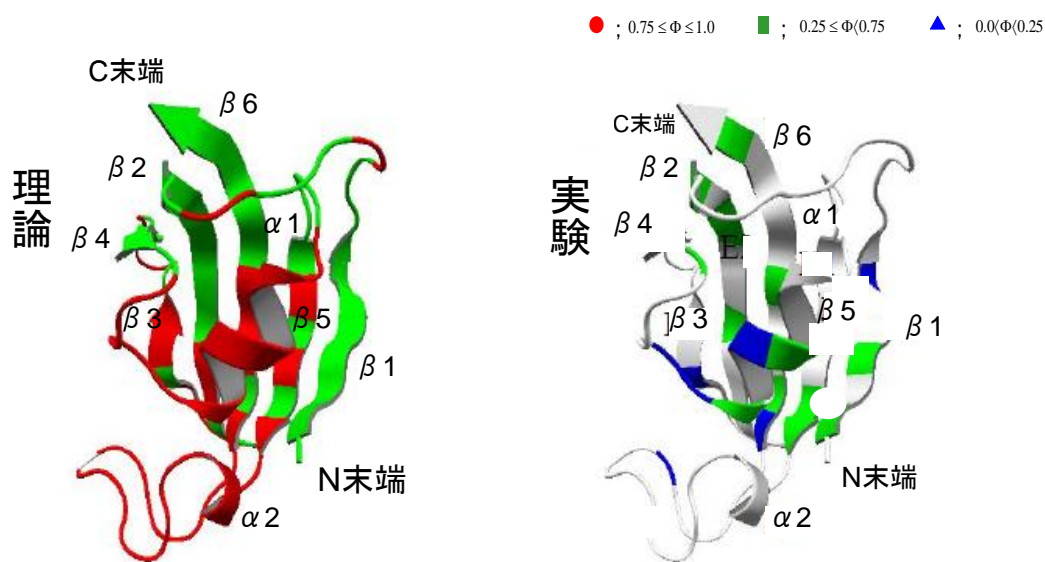 ; 0.75 ≤ Φ ≤ 1.0 ; 0.25 ≤ Φ⟨0.75 ; 0.0⟨Φ⟨0.25
理論
C末端
β6
β2
α1
β4
β3
β5
β1
N末端
α2
実験
C末端
β6
β2
α1
β4
E
β3
β5
β1
N末端
α2